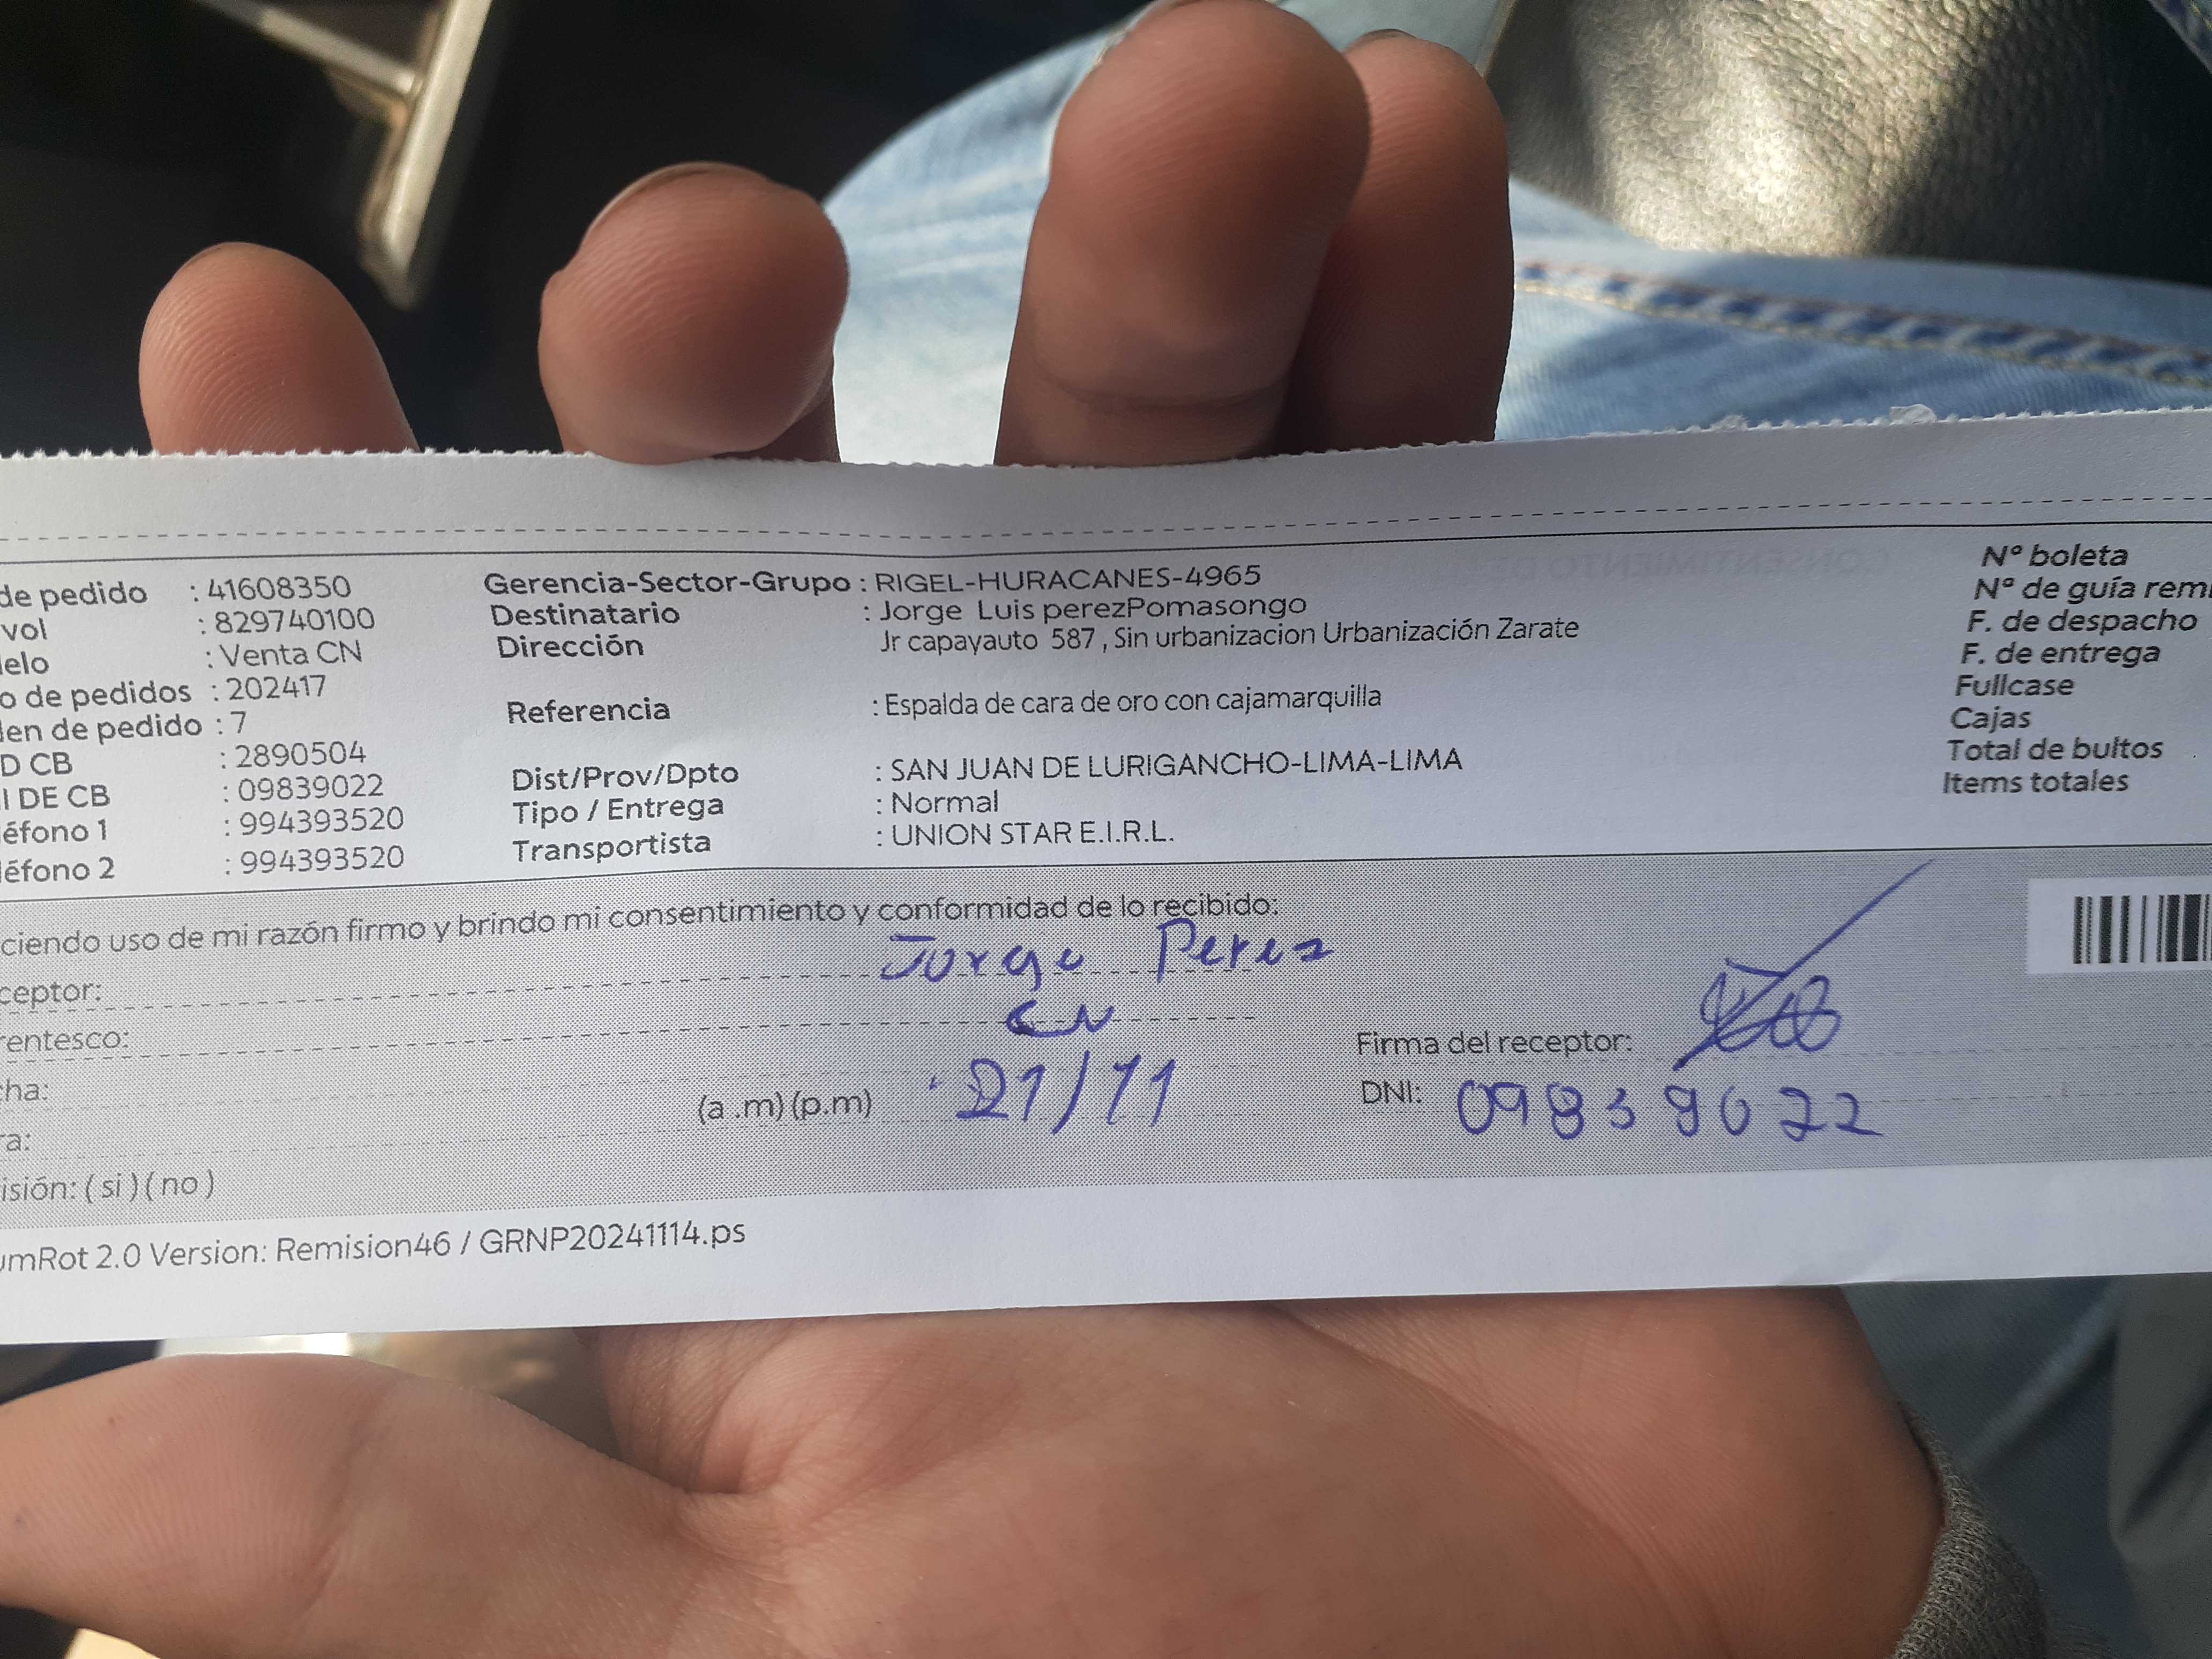 de pedido : 41608350 Gerencia-Sector-Grupo : RIGEL-HURACANES-4965 Nº boleta
vol : 829740100 Destinatario : Jorge Luis perezPomasongo Nº de guía remi
elo : Venta CN Dirección Jr capayauto 587 , Sin urbanizacion Urbanización Zarate F. de despacho
o de pedidos : 202417 F. de entrega
en de pedido : 7 Referencia : Espalda de cara de oro con cajamarquilla Fullcase
D CB : 2890504 Cajas
I DE CB : 09839022 Dist/Prov/Dpto : SAN JUAN DE LURIGANCHO-LIMA-LIMA Total de bultos
éfono 1 : 994393520 Tipo / Entrega : Normal Items totales
éfono 2 : 994393520 Transportista : UNION STAR E.I.R.L.
ciendo uso de mi razón firmo y brindo mi consentimiento y conformidad de lo recibido:
ceptor: Jorge Perez
rentesco: CN Firma del receptor:
ha: (a .m) (p.m) 21/11 DNI: 09839022
ra:
isión: ( si ) ( no )
umRot 2.0 Version: Remision46 / GRNP20241114.ps